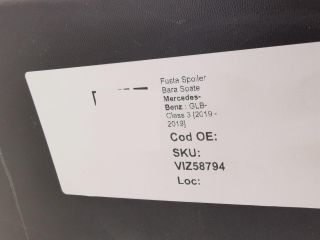 Fusta Spoiler
Bara Spate
Mercedes-
Benz : GLB-
Class 3 [2019 -
2019]
Cod OE:
SKU:
VIZ58794
Loc: